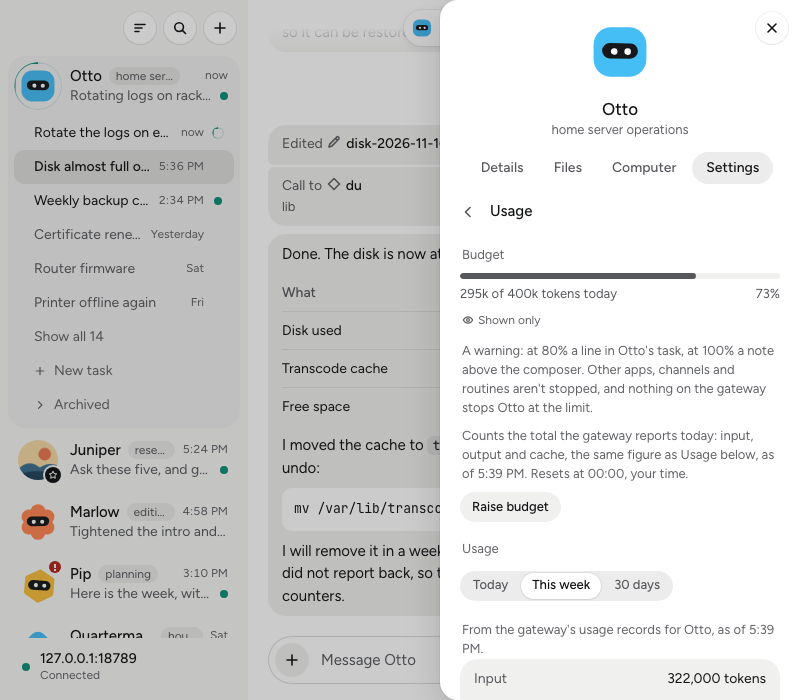 Otto
home ser...
now
Rotating logs on rack...
Rotate the logs on e...
now
Disk almost full o...
5:36 PM
Weekly backup c...
2:34 PM
Certificate rene...
Yesterday
Router firmware
Sat
Printer offline again
Fri
Show all 14
New task
Archived
Juniper
rese...
5:24 PM
Ask these five, and g...
Marlow
editi...
4:58 PM
Tightened the intro and...
Pip
planning
3:10 PM
Here is the week, wit...
Quarterma
hou...
Sat
127.0.0.1:18789
Connected
so it can be restor
Edited
disk-2026-11-1
Call to
du
lib
Done. The disk is now at
What
Disk used
Transcode cache
Free space
I moved the cache to
undo:
mv /var/lib/transco
I will remove it in a week
did not report back, so t
counters.
Message Otto
Otto
home server operations
Details
Files
Computer
Settings
Usage
Budget
295k of 400k tokens today
73%
Shown only
A warning: at 80% a line in Otto's task, at 100% a note
above the composer. Other apps, channels and
routines aren't stopped, and nothing on the gateway
stops Otto at the limit.
Counts the total the gateway reports today: input,
output and cache, the same figure as Usage below, as
of 5:39 PM. Resets at 00:00, your time.
Raise budget
Usage
Today
This week
30 days
From the gateway's usage records for Otto, as of 5:39
PM.
Input
322,000 tokens